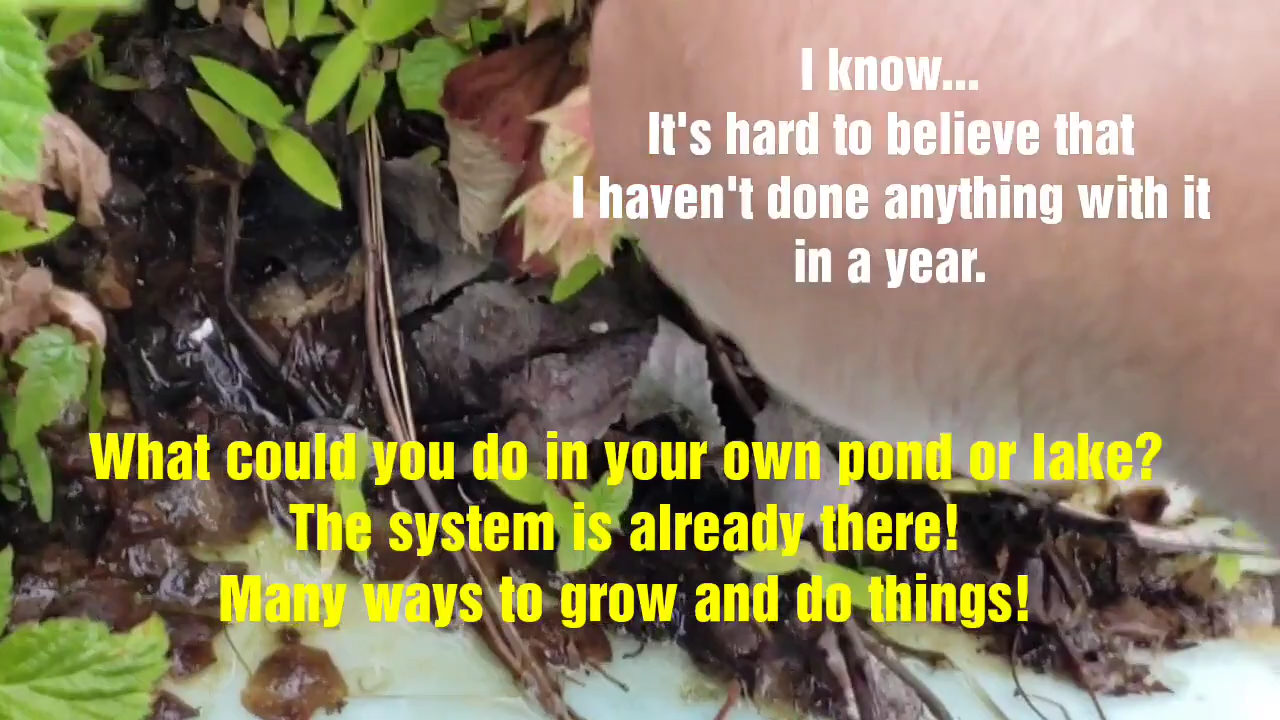 I know...
It's hard to believe that
I haven't done anything with it
in a year.
What could you do in your own pond or lake?
The system is already there!
Many ways to grow and do things!